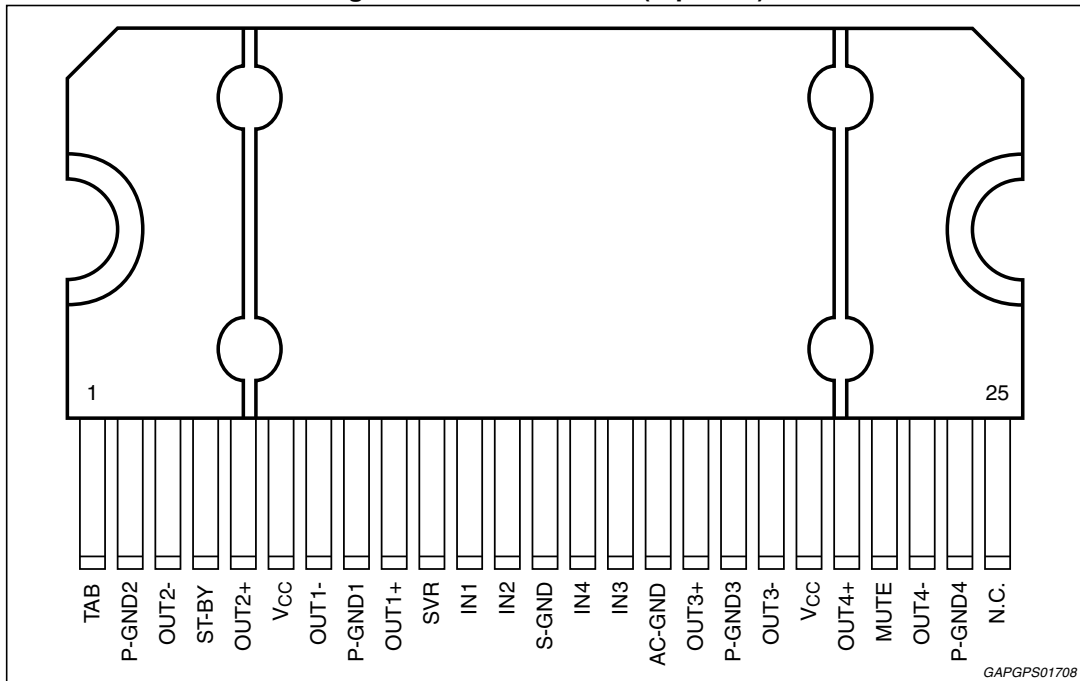 1
25
TAB
P-GND2
OUT2-
ST-BY
OUT2+
VCC
OUT1-
P-GND1
OUT1+
SVR
IN1
IN2
S-GND
IN4
IN3
AC-GND
OUT3+
P-GND3
OUT3-
VCC
OUT4+
MUTE
OUT4-
P-GND4
N.C.
GAPGPS01708